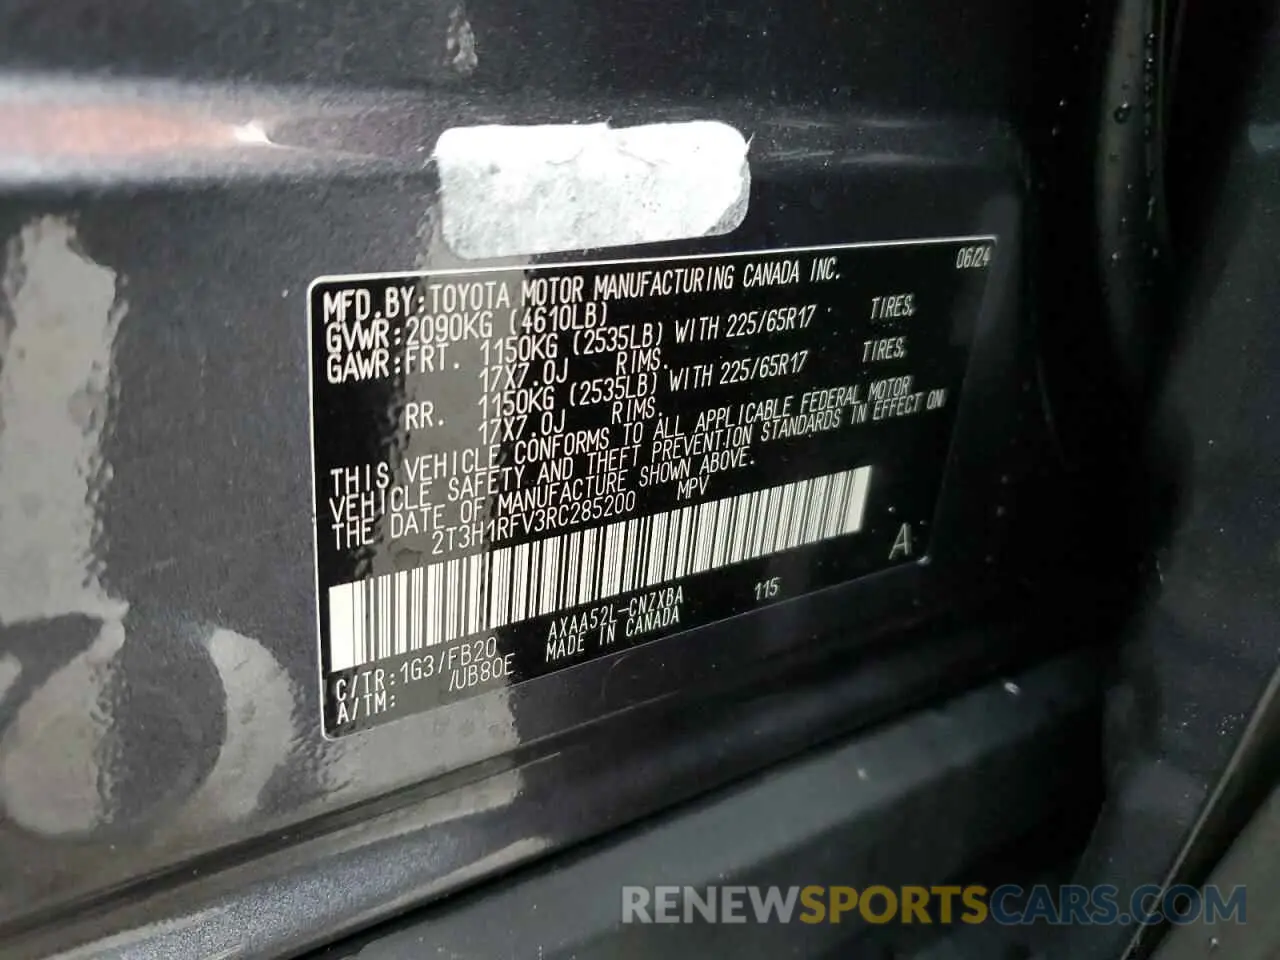 06/24
MFD.BY:TOYOTA MOTOR MANUFACTURING CANADA INC.
GVWR:2090KG (4610LB)
GAWR:FRT. 1150KG (2535LB) WITH 225/65R17 TIRES,
17X7.0J RIMS.
RR. 1150KG (2535LB) WITH 225/65R17 TIRES,
17X7.0J RIMS.
THIS VEHICLE CONFORMS TO ALL APPLICABLE FEDERAL MOTOR
VEHICLE SAFETY AND THEFT PREVENTION STANDARDS IN EFFECT ON
THE DATE OF MANUFACTURE SHOWN ABOVE.
2T3H1RFV3RC285200 MPV
A
C/TR:1G3/FB20 AXAA52L-CNZXBA 115
A/TM: /UB80E MADE IN CANADA
RENEWSPORTSCARS.COM